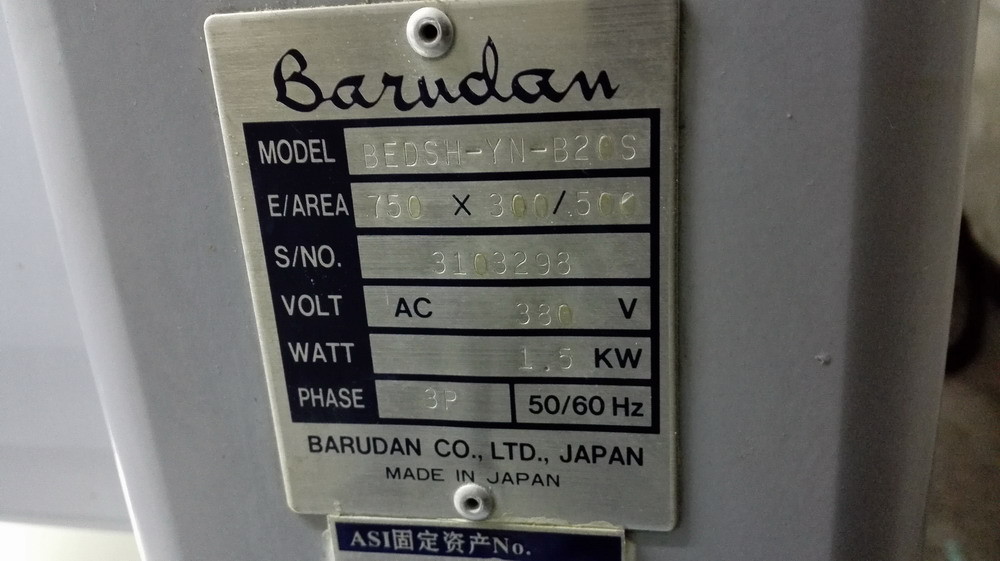 Barudan
MODEL BEDSH-YN-B20S
E/AREA 750 X 300/500
S/NO. 3103298
VOLT AC 380 V
WATT 1.5 KW
PHASE 3P 50/60 Hz
BARUDAN CO., LTD., JAPAN
MADE IN JAPAN
ASI固定资产No.